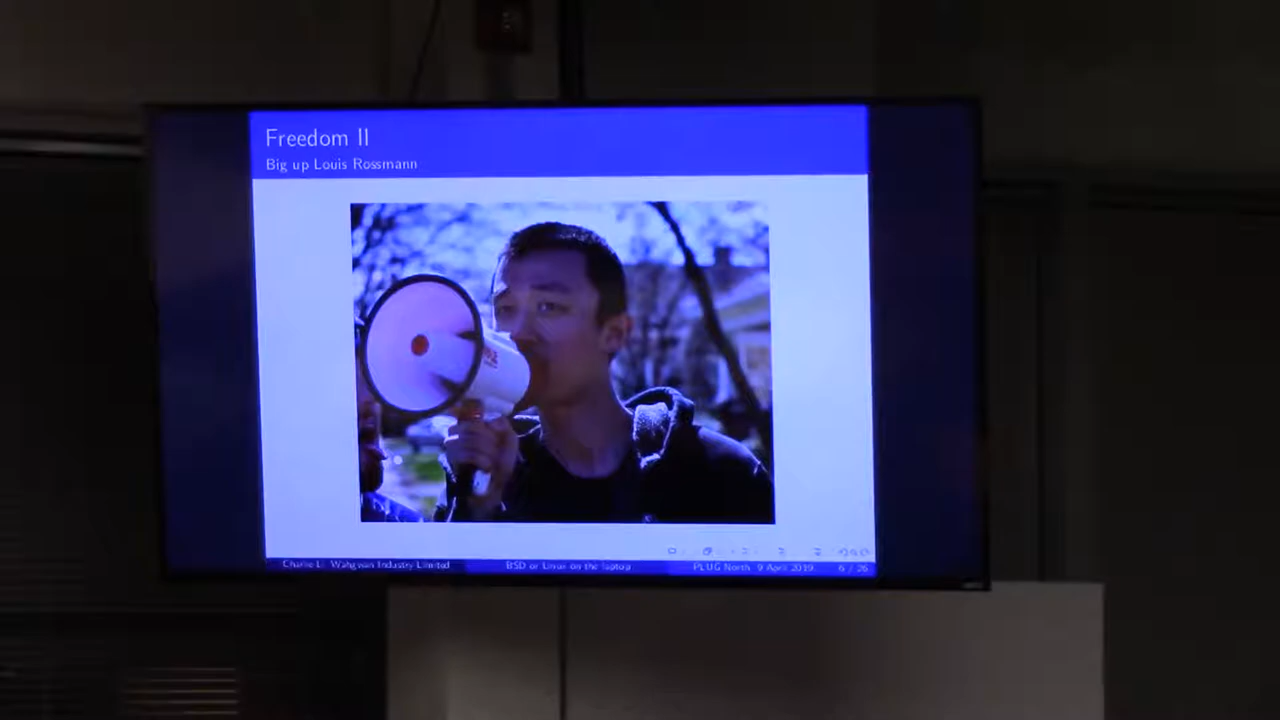 Freedom II
Big up Louis Rossmann
Charlie Li Wahgwan Industry Limited
BSD or Linux on the laptop
PLUG North 9 April 2019
6 / 26